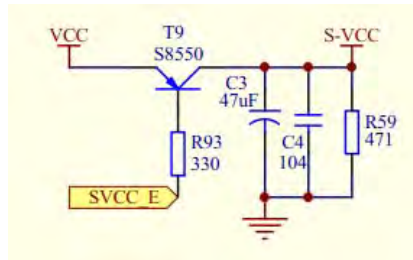 VCC
T9
S8550
S-VCC
C3
47uF
C4
104
R59
471
R93
330
SVCC_E